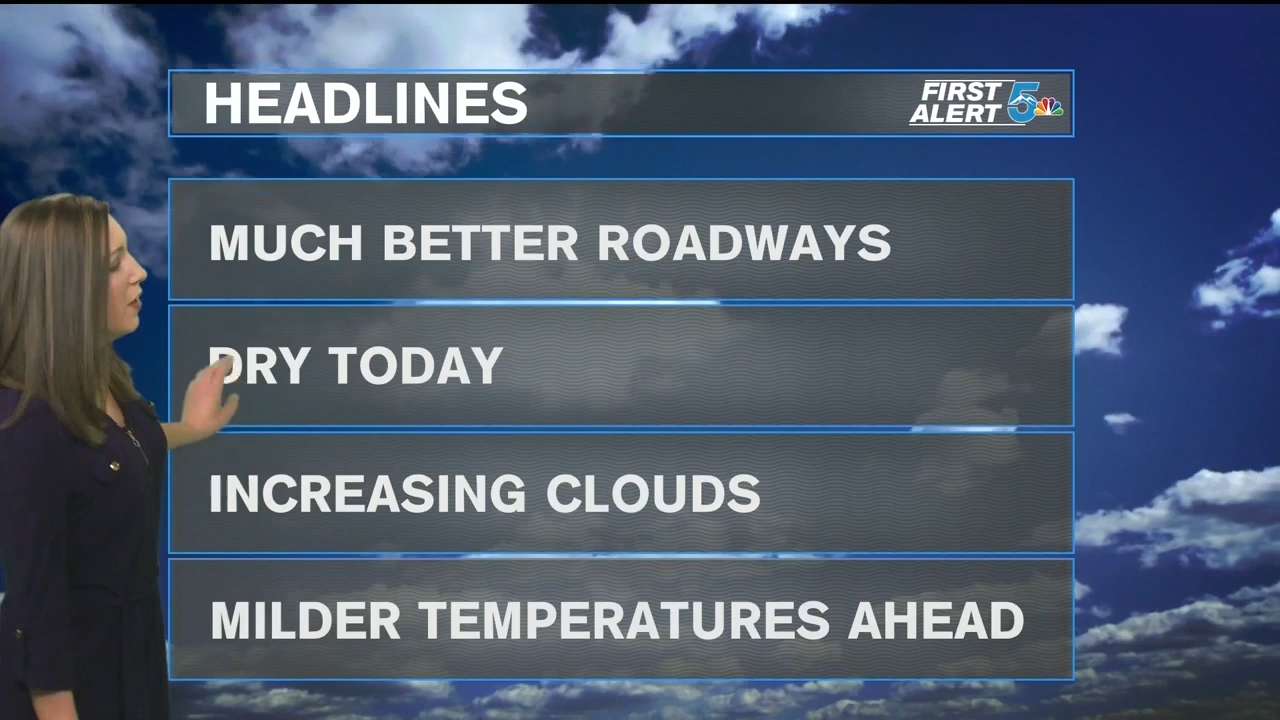 HEADLINES
FIRST
ALERT 5
MUCH BETTER ROADWAYS
DRY TODAY
INCREASING CLOUDS
MILDER TEMPERATURES AHEAD